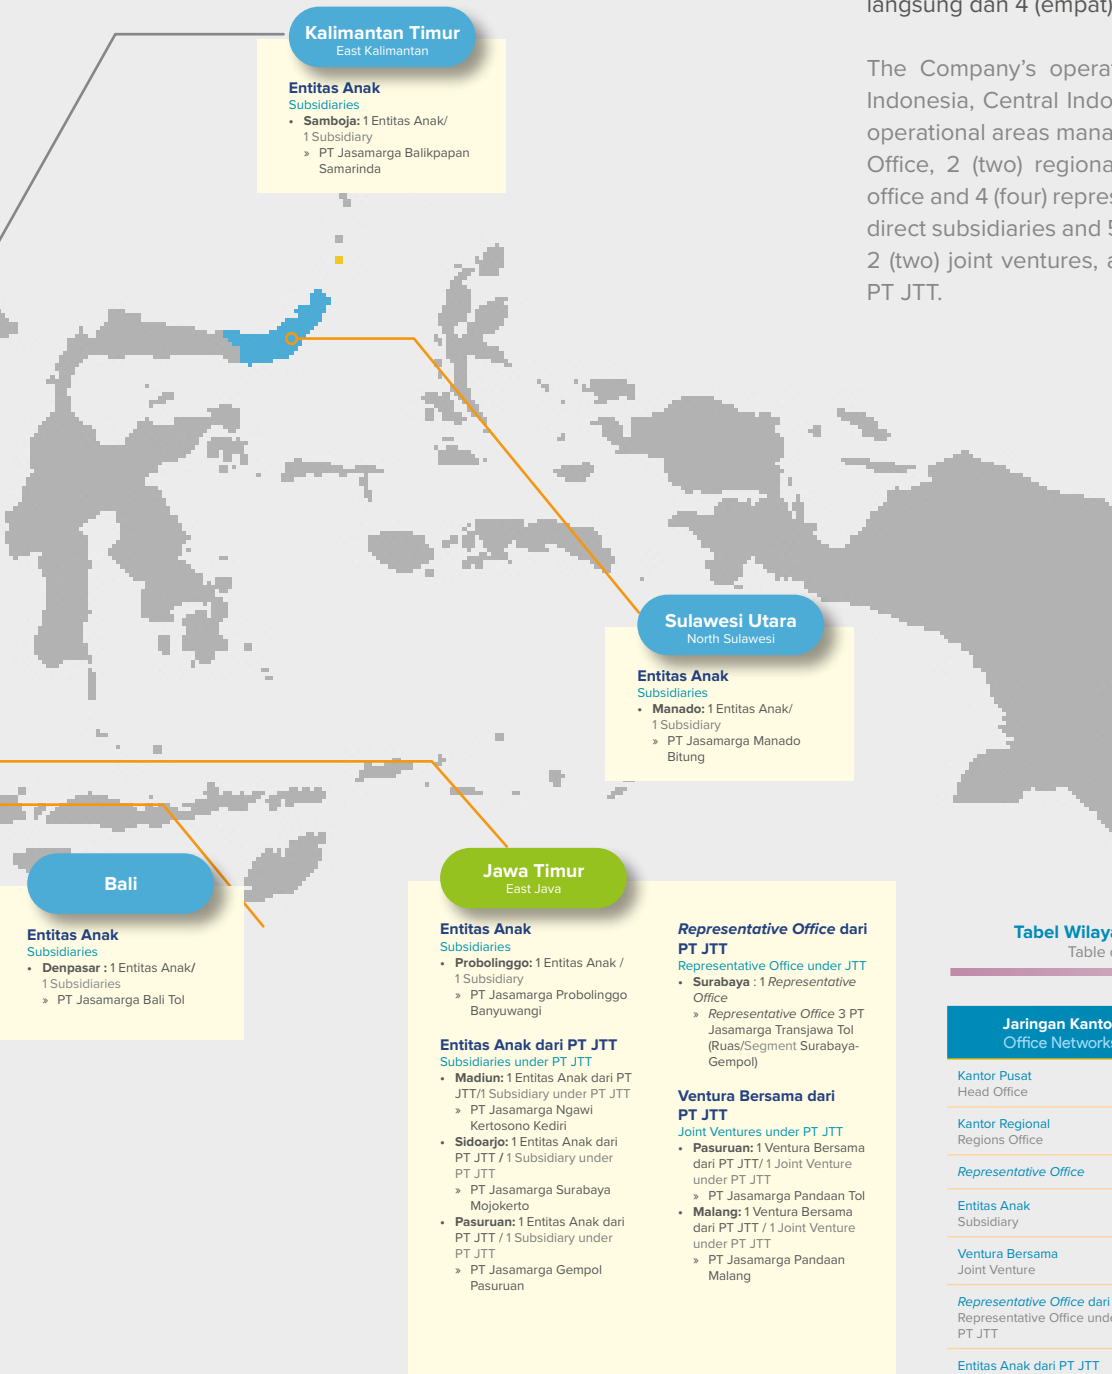 langsung dan 4 (empat)
The Company's
Indonesia, Central
operational areas
Office, 2 (two)
office and 4 (four)
direct subsidiaries and
2 (two) joint ventures,
PT JTT.
Kalimantan Timur
East Kalimantan
Entitas Anak
Subsidiaries
• Samboja: 1 Entitas Anak/
1 Subsidiary
» PT Jasamarga Balikpapan
Samarinda
Sulawesi Utara
North Sulawesi
Entitas Anak
Subsidiaries
• Manado: 1 Entitas Anak/
1 Subsidiary
» PT Jasamarga Manado
Bitung
Bali
Entitas Anak
Subsidiaries
• Denpasar : 1 Entitas Anak/
1 Subsidiaries
» PT Jasamarga Bali Tol
Jawa Timur
East Java
Entitas Anak
Subsidiaries
• Probolinggo: 1 Entitas Anak /
1 Subsidiary
» PT Jasamarga Probolinggo
Banyuwangi
Entitas Anak dari PT JTT
Subsidiaries under PT JTT
• Madiun: 1 Entitas Anak dari PT
JTT/1 Subsidiary under PT JTT
» PT Jasamarga Ngawi
Kertosono Kediri
• Sidoarjo: 1 Entitas Anak dari
PT JTT / 1 Subsidiary under
PT JTT
» PT Jasamarga Surabaya
Mojokerto
• Pasuruan: 1 Entitas Anak dari
PT JTT / 1 Subsidiary under
PT JTT
» PT Jasamarga Gempol
Pasuruan
Representative Office dari
PT JTT
Representative Office under JTT
• Surabaya : 1 Representative
Office
» Representative Office 3 PT
Jasamarga Transjawa Tol
(Ruas/Segment Surabaya-
Gempol)
Ventura Bersama dari
PT JTT
Joint Ventures under PT JTT
• Pasuruan: 1 Ventura Bersama
dari PT JTT/ 1 Joint Venture
under PT JTT
» PT Jasamarga Pandaan Tol
• Malang: 1 Ventura Bersama
dari PT JTT / 1 Joint Venture
under PT JTT
» PT Jasamarga Pandaan
Malang
Tabel
Table
Jaringan
Office
Kantor Pusat
Head Office
Kantor Regional
Regions Office
Representative Office
Entitas Anak
Subsidiary
Ventura Bersama
Joint Venture
Representative Office dari
Representative Office
PT JTT
Entitas Anak dari PT JTT